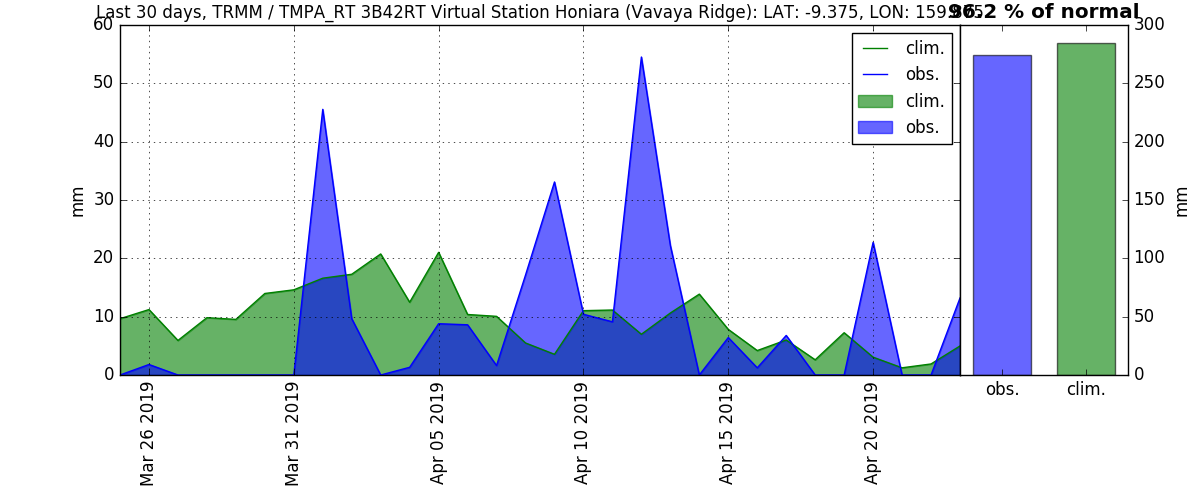 Last 30 days, TRMM / TMPA_RT 3B42RT Virtual Station Honiara (Vavaya Ridge): LAT: -9.375, LON:
96.2 % of normal
60
50
40
30
20
10
0
mm
clim.
obs.
clim.
obs.
Mar 26 2019
Mar 31 2019
Apr 05 2019
Apr 10 2019
Apr 15 2019
Apr 20 2019
300
250
200
150
100
50
0
mm
obs.
clim.